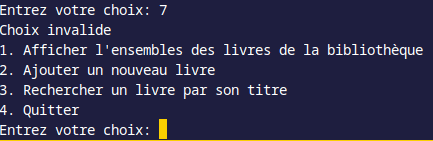 Entrez votre choix: 7
Choix invalide
1. Afficher l'ensembles des livres de la bibliothèque
2. Ajouter un nouveau livre
3. Rechercher un livre par son titre
4. Quitter
Entrez votre choix: